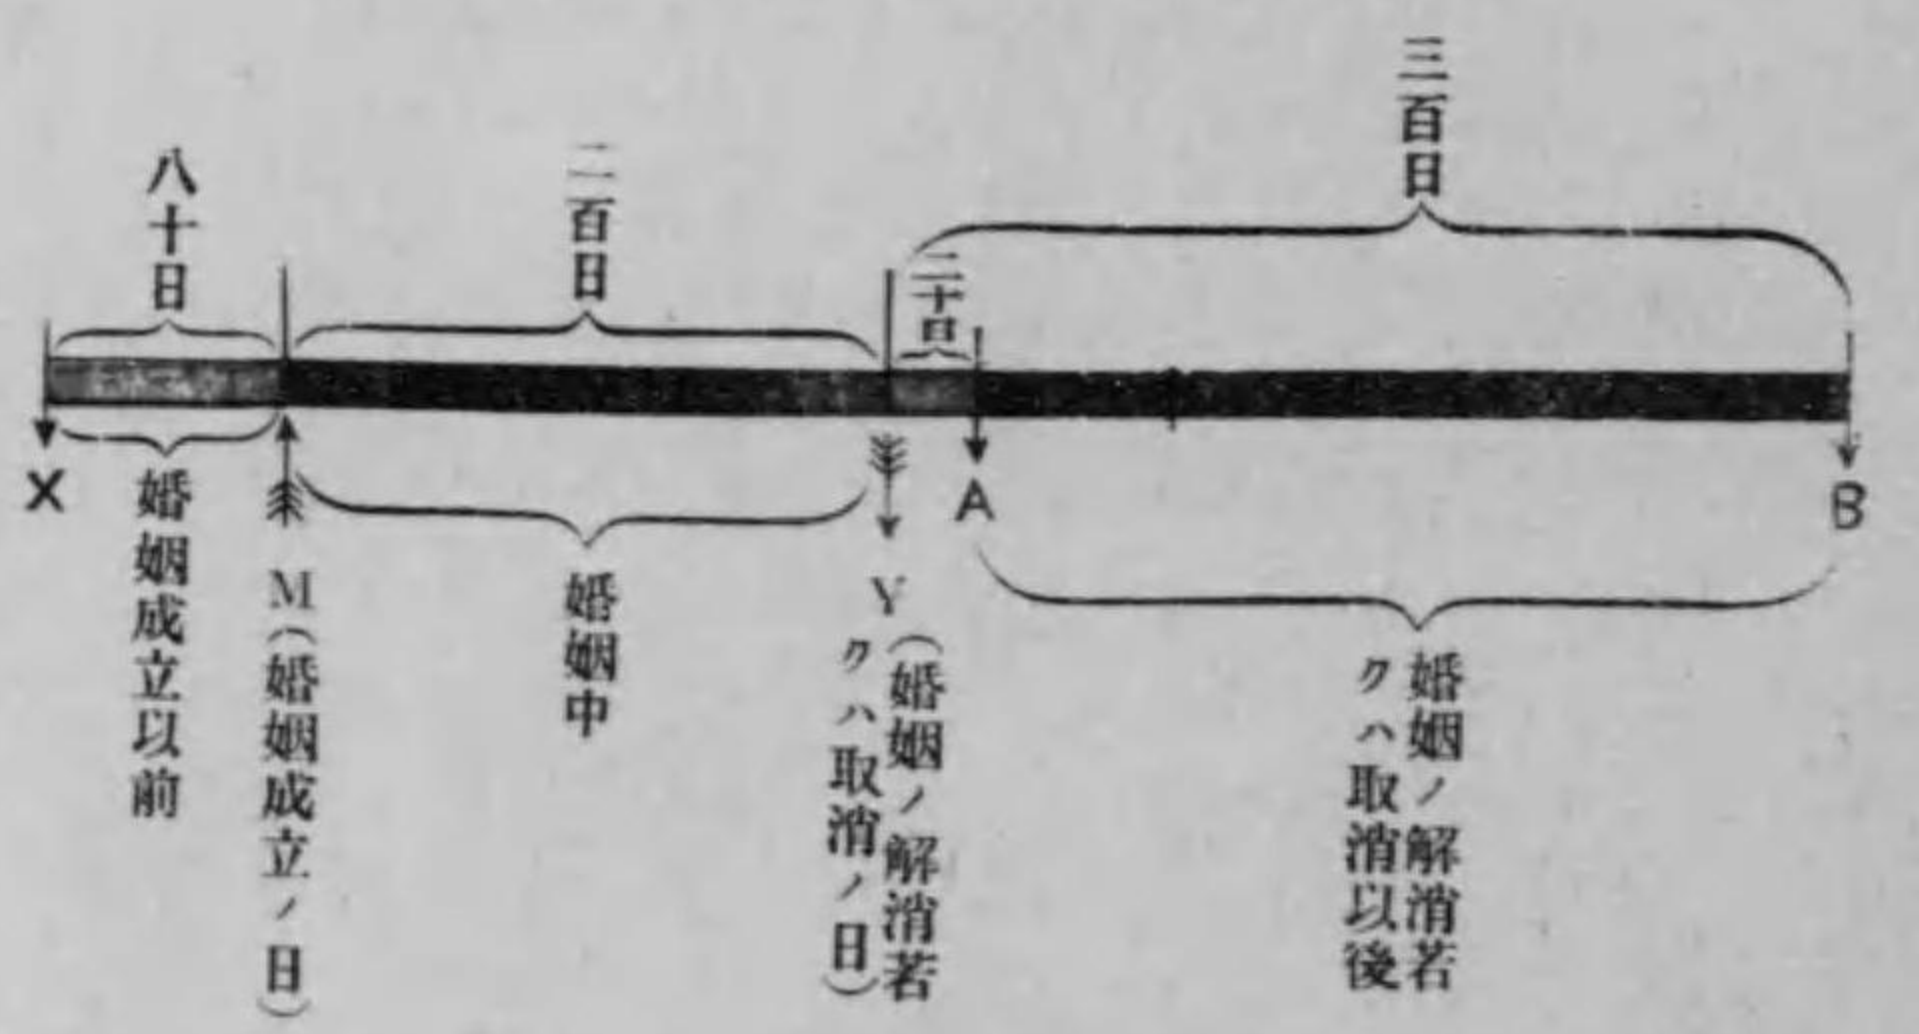 三百日
二十日
二百日
八十日
X
婚姻成立以前
M(婚姻成立ノ日)
婚姻中
Y(婚姻ノ解消若
クハ取消ノ日)
A
婚姻ノ解消若
クハ取消以後
B